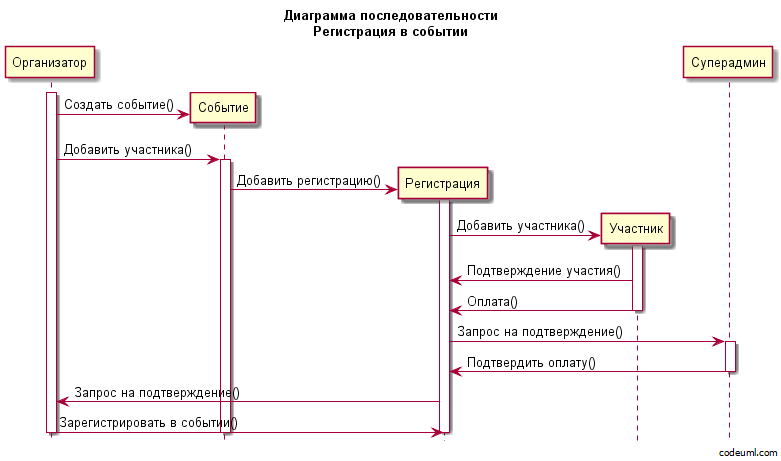 Диаграмма последовательности
Регистрация в событии
Организатор
Суперадмин
Создать событие()
Событие
Добавить участника()
Добавить регистрацию()
Регистрация
Добавить участника()
Участник
Подтверждение участия()
Оплата()
Запрос на подтверждение()
Подтвердить оплату()
Запрос на подтверждение()
Зарегистрировать в событии()
codeuml.com